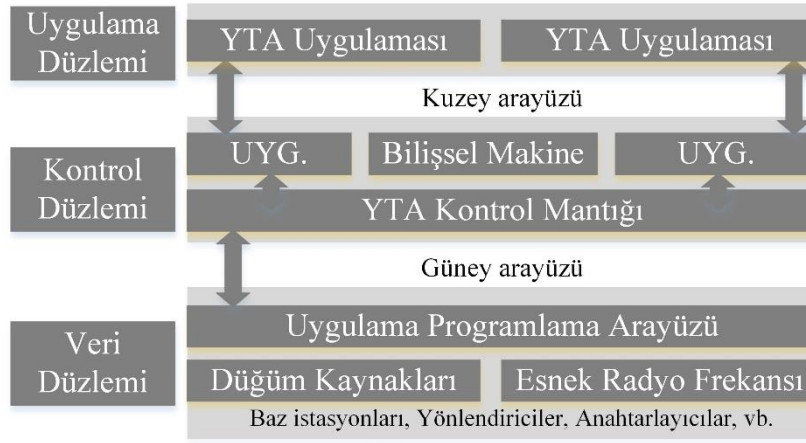 Uygulama
Düzlemi
YTA Uygulaması
YTA Uygulaması
Kuzey arayüzü
Kontrol
Düzlemi
UYG.
Bilişsel Makine
UYG.
YTA Kontrol Mantığı
Güney arayüzü
Veri
Düzlemi
Uygulama Programlama Arayüzü
Düğüm Kaynakları
Esnek Radyo Frekansı
Baz istasyonları, Yönlendiriciler, Anahtarlayıcılar, vb.